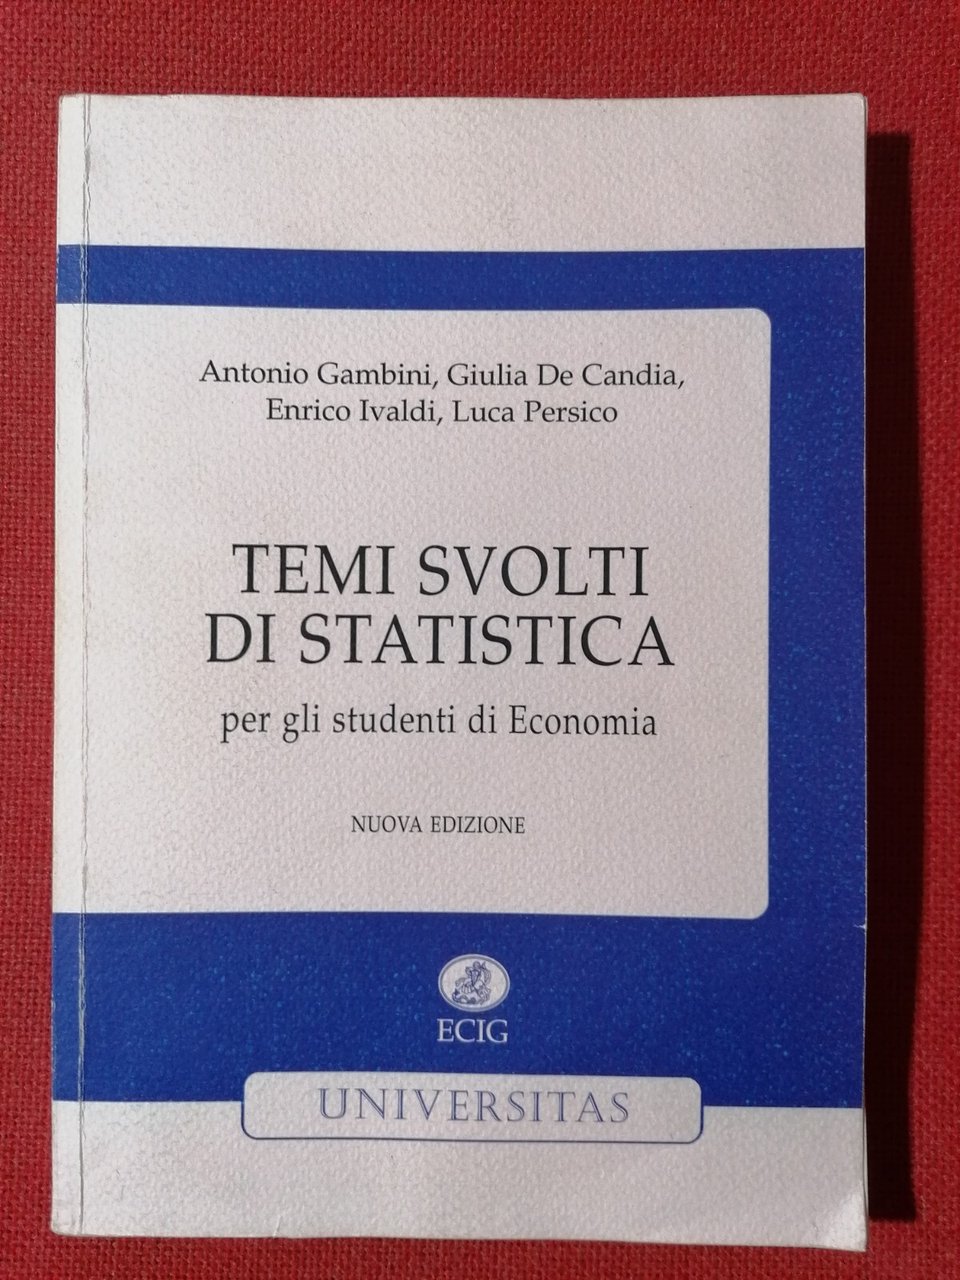 Antonio Gambini, Giulia De Candia,
Enrico Ivaldi, Luca Persico
TEMI SVOLTI
DI STATISTICA
per gli studenti di Economia
NUOVA EDIZIONE
ECIG
UNIVERSITAS